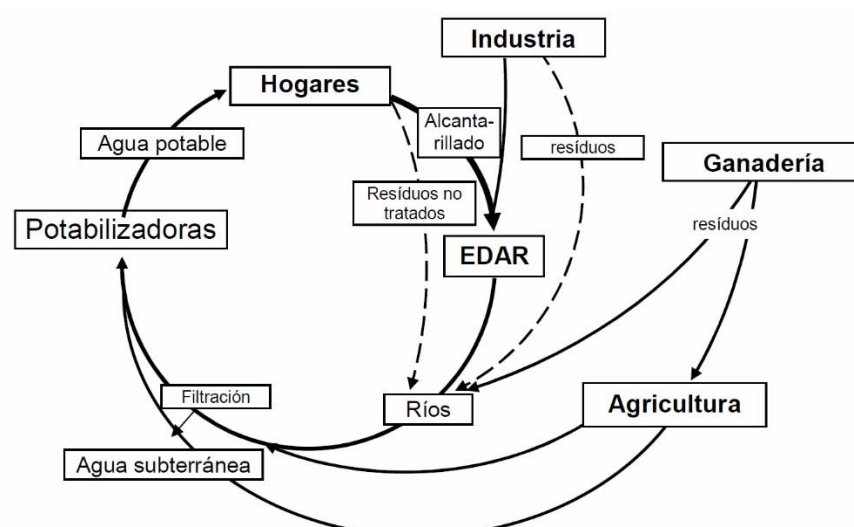 Industria
Hogares
Alcanta-
rillado
Agua potable
resíduos
Ganadería
Resíduos no
tratados
Potabilizadoras
resíduos
EDAR
Filtración
Ríos
Agricultura
Agua subterránea